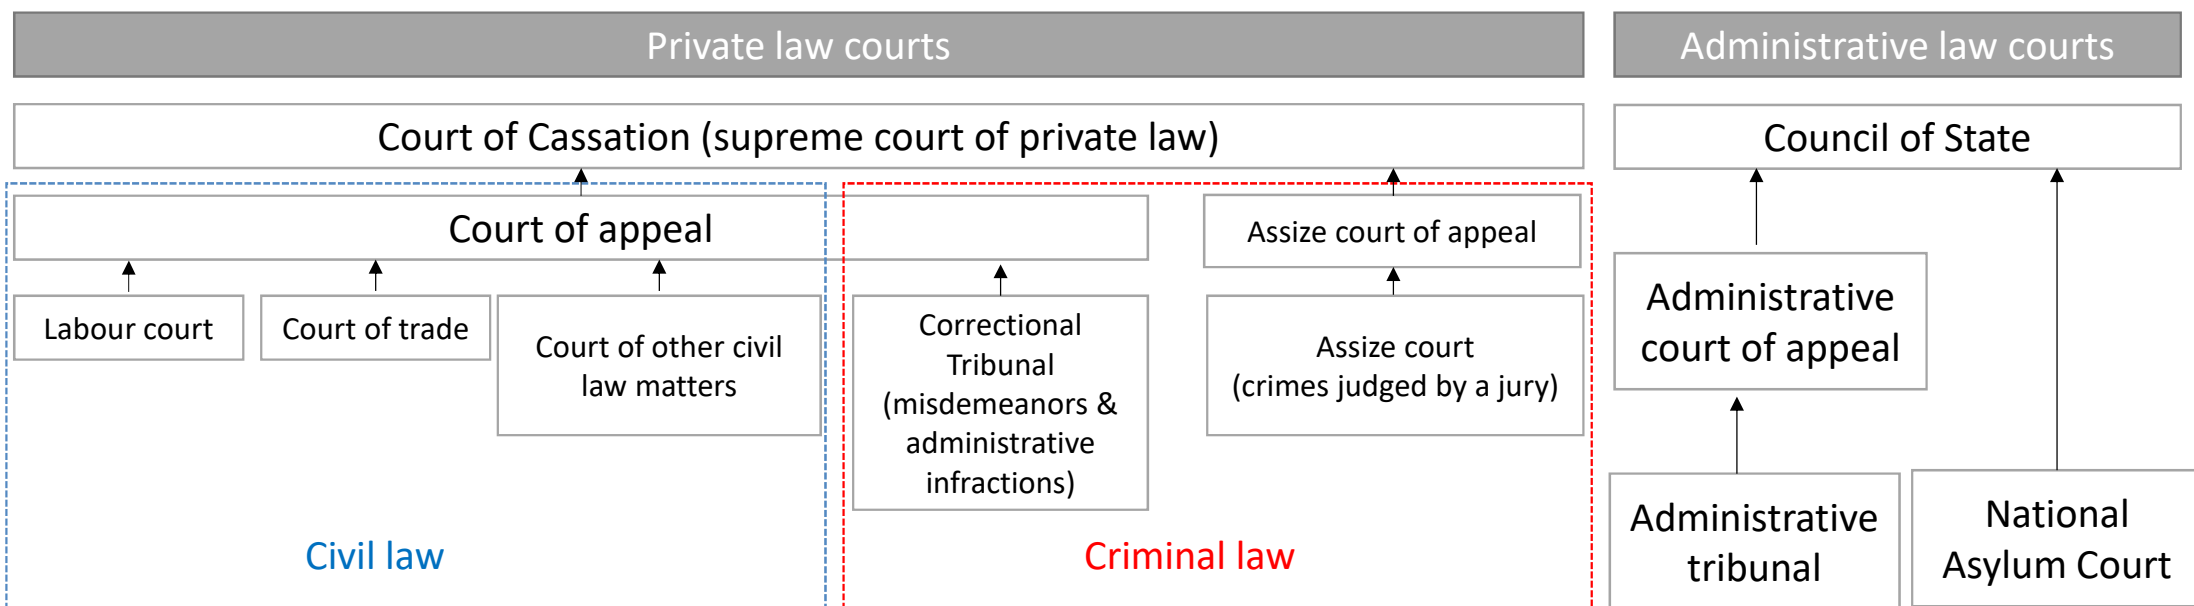 Private law courts
Administrative law courts
Court of Cassation (supreme court of private law)
Council of State
Court of appeal
Assize court of appeal
Labour court
Court of trade
Court of other civil
law matters
Correctional
Tribunal
(misdemeanors &
administrative
infractions)
Assize court
(crimes judged by a jury)
Administrative
court of appeal
Administrative
tribunal
National
Asylum Court
Civil law
Criminal law